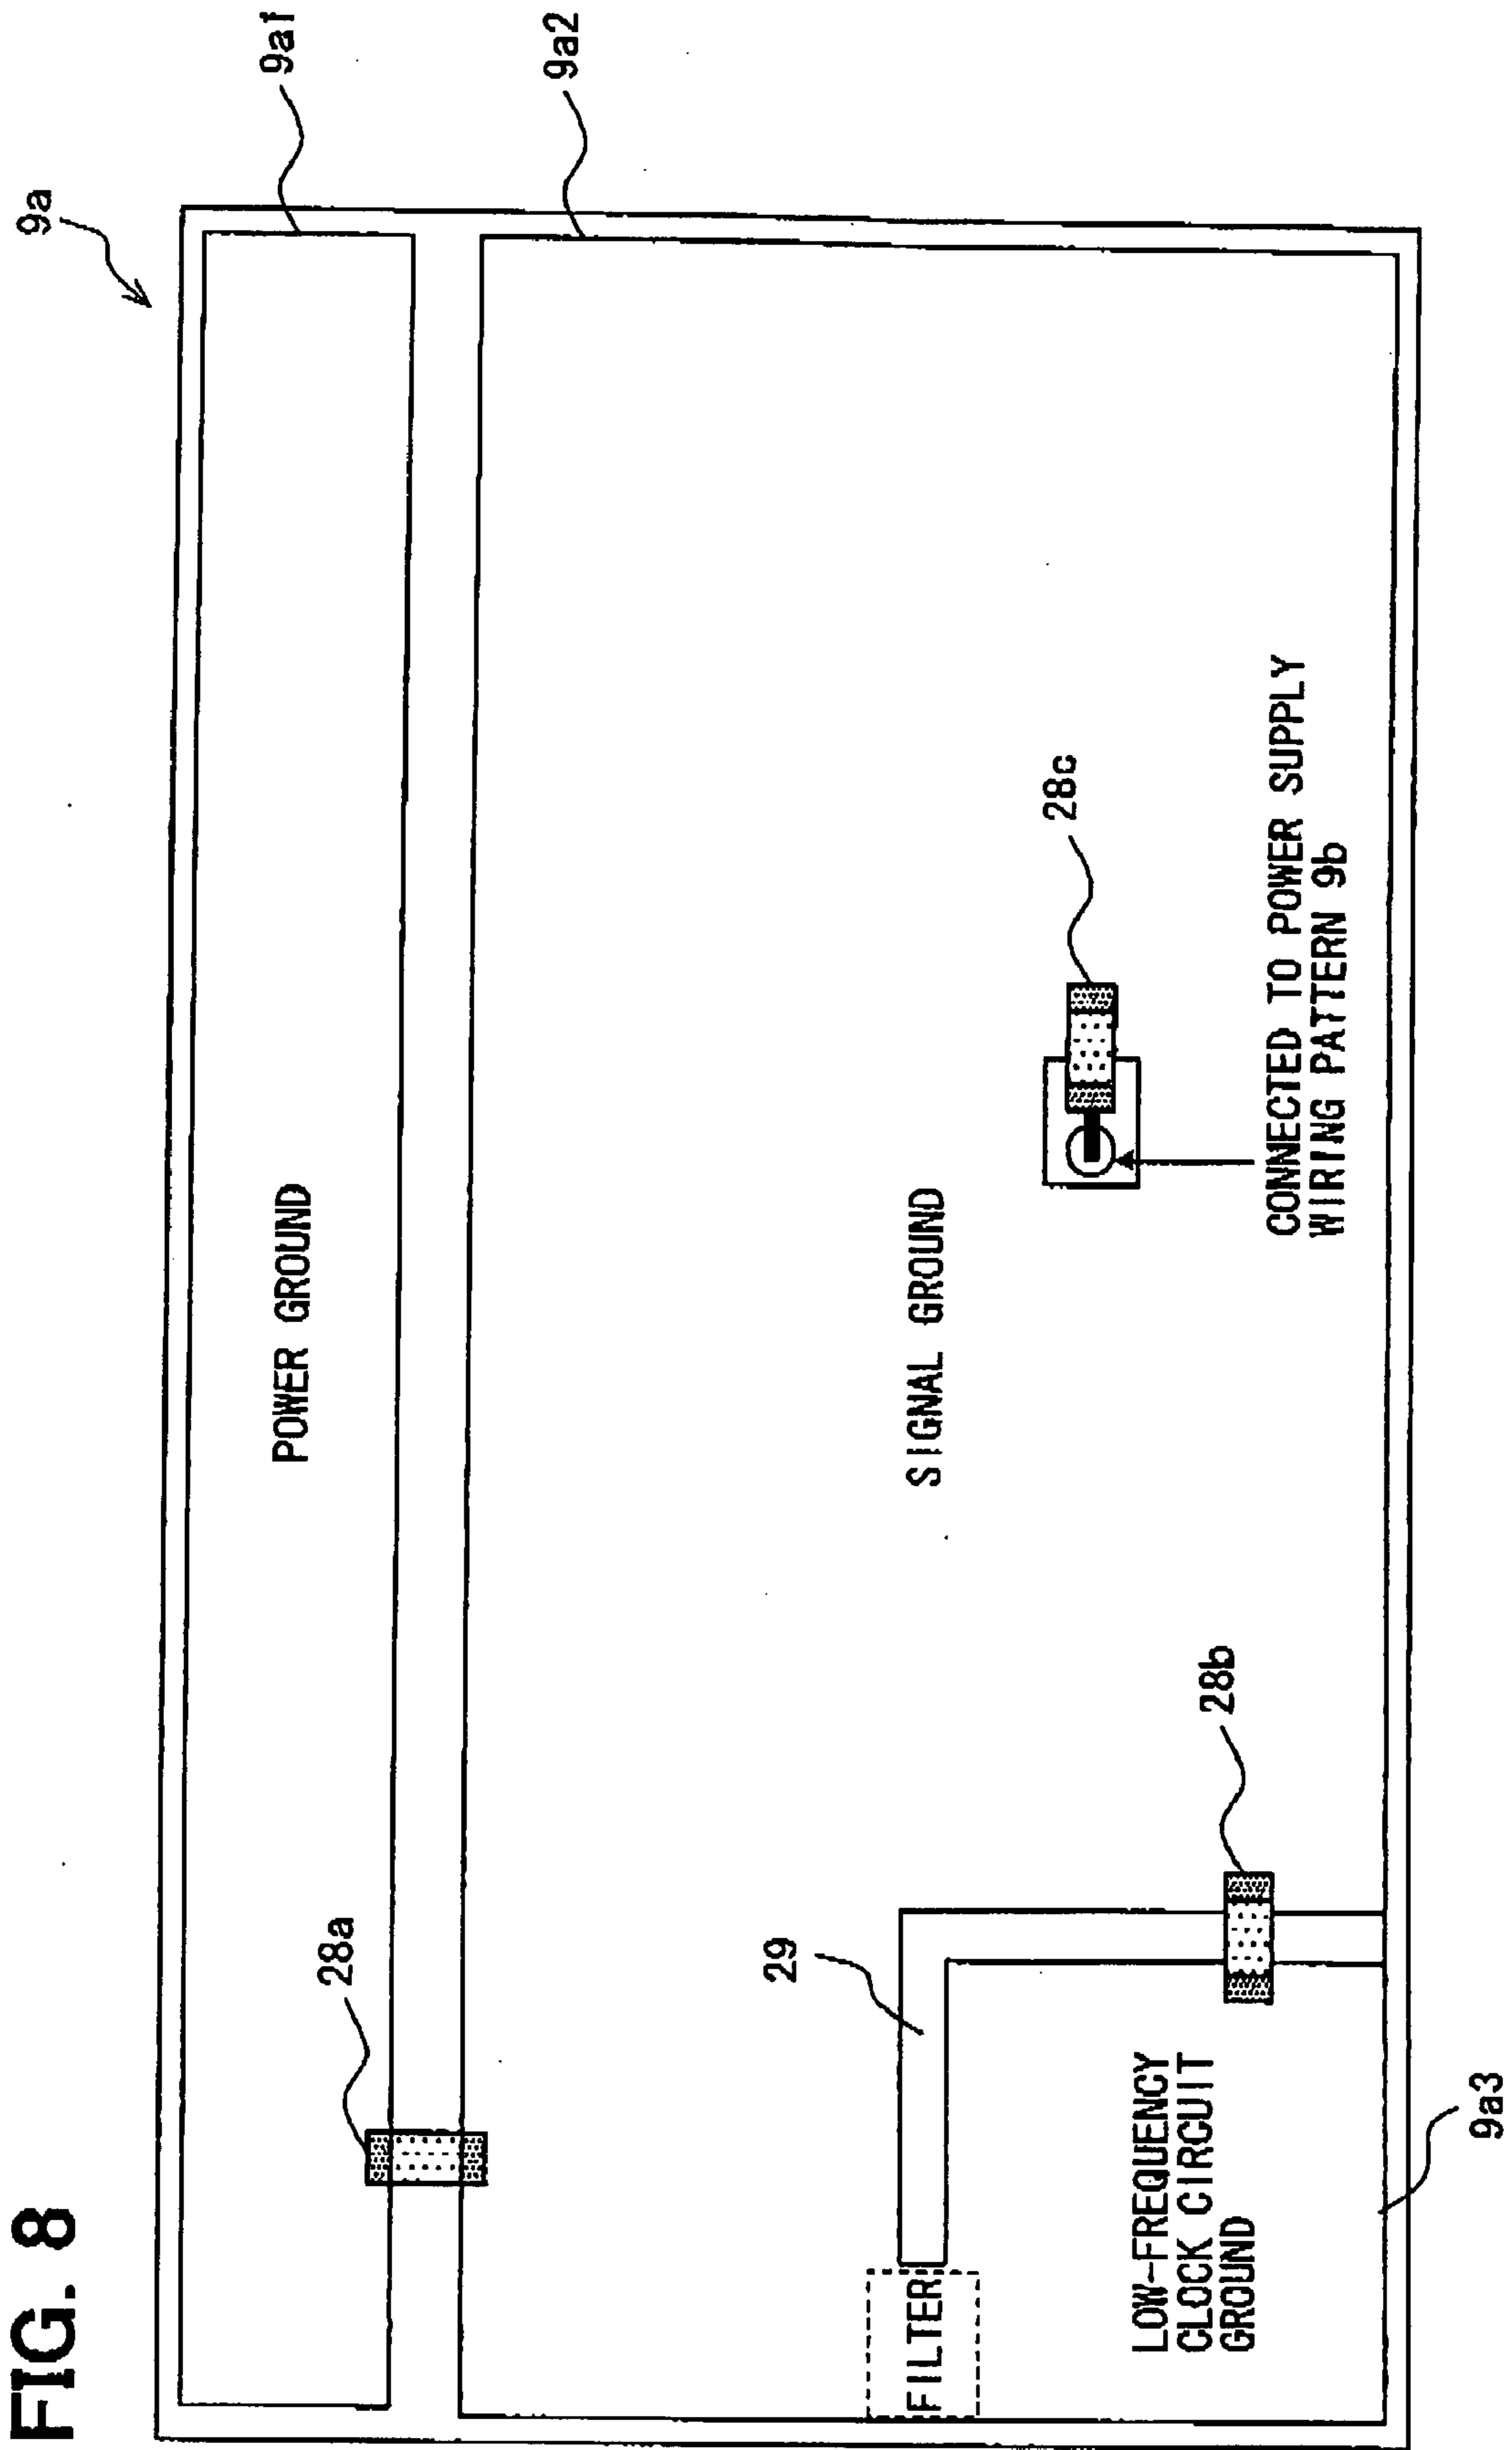 FIG. 8
9a
9a1
9a2
POWER GROUND
28a
SIGNAL GROUND
28c
CONNECTED TO POWER SUPPLY
WIRING PATTERN 9b
29
28b
FILTER
LOW-FREQUENCY
CLOCK CIRCUIT
GROUND
9a3